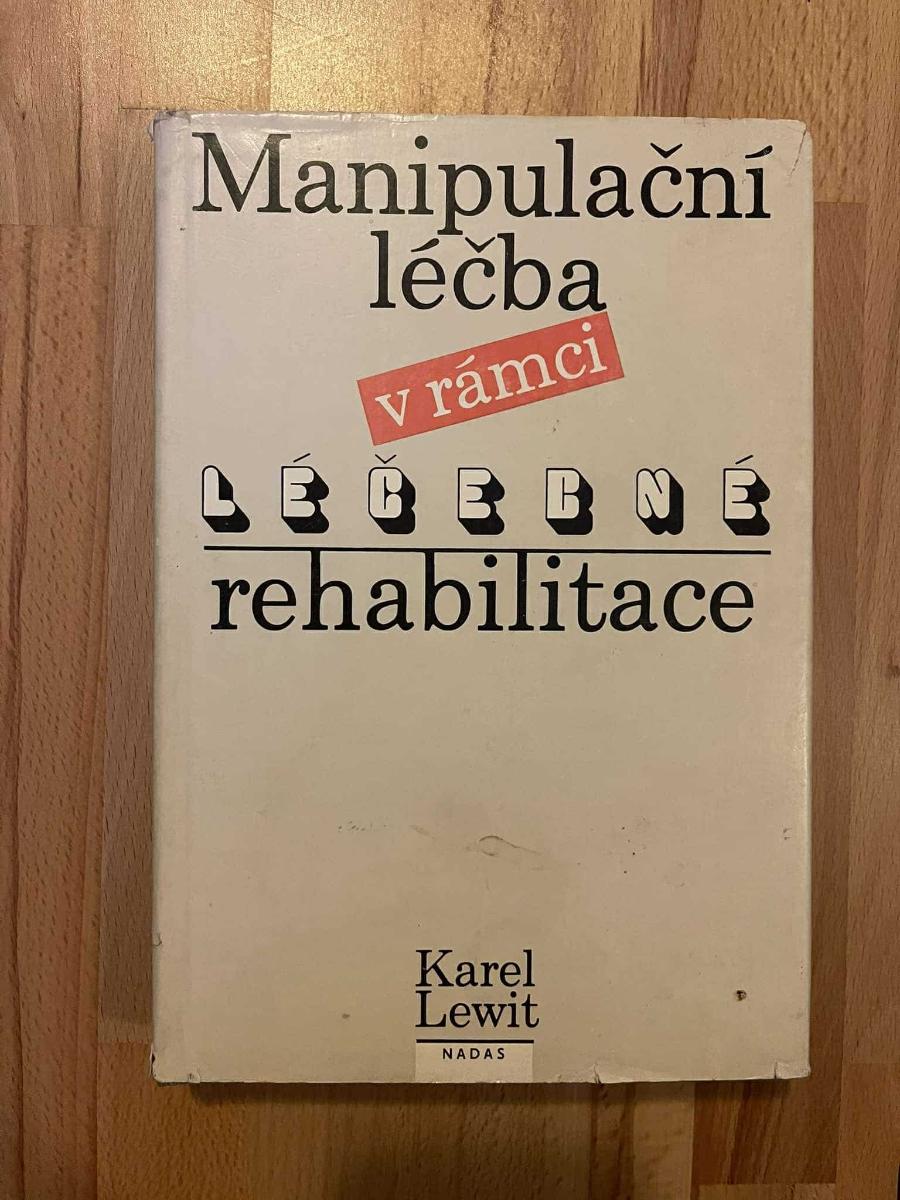 Manipulační
léčba
v rámci
LÉČEBNÉ
rehabilitace
Karel
Lewit
NADAS